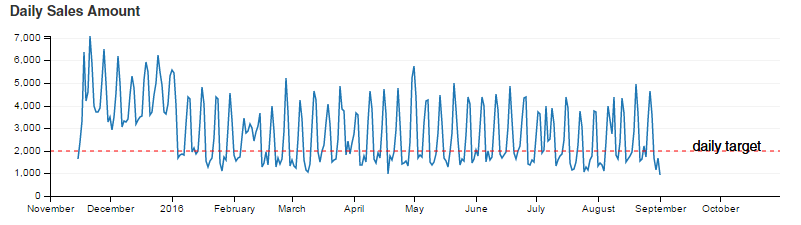 Daily Sales Amount
7,000
6,000
5,000
4,000
3,000
2,000
1,000
0
daily target
November December 2016 February March April May June July August September October